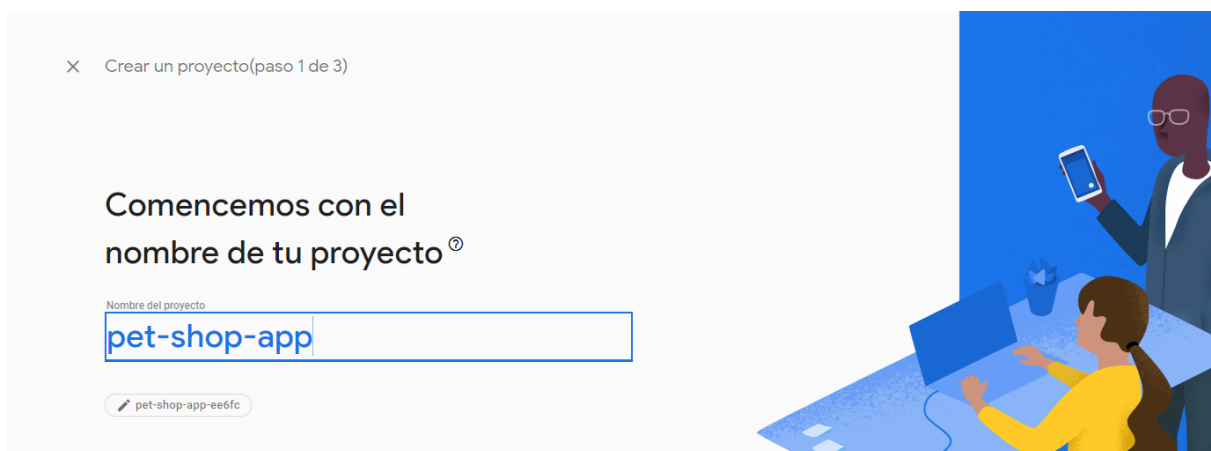 Crear un proyecto(paso 1 de 3)
Comencemos con el
nombre de tu proyecto
Nombre del proyecto
pet-shop-app
pet-shop-app-ee6fc